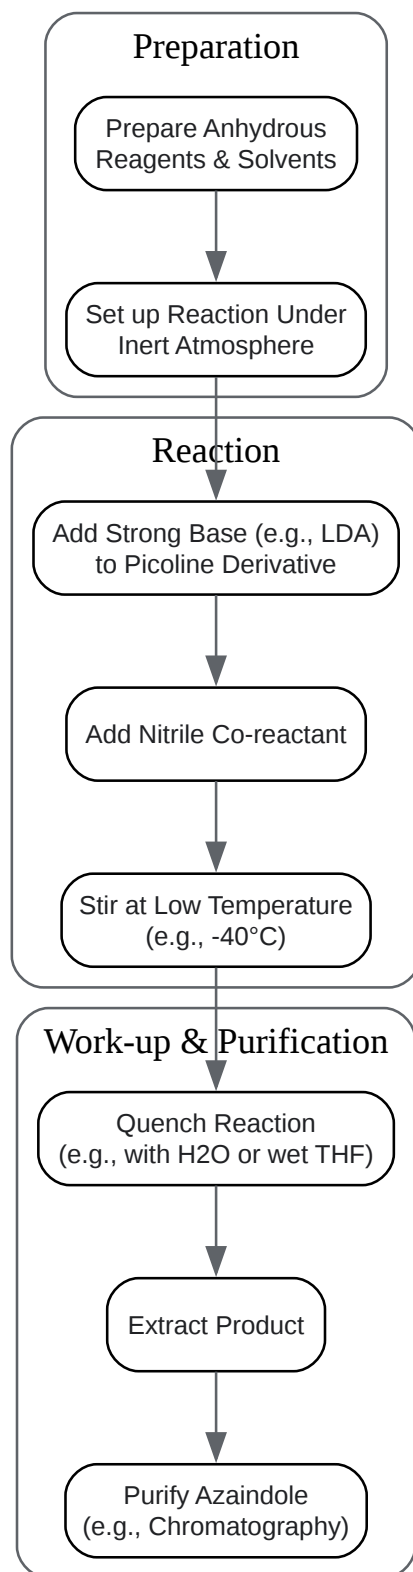 Preparation
Prepare Anhydrous
Reagents & Solvents
Set up Reaction Under
Inert Atmosphere
Reaction
Add Strong Base (e.g., LDA)
to Picoline Derivative
Add Nitrile Co-reactant
Stir at Low Temperature
(e.g., -40°C)
Work-up & Purification
Quench Reaction
(e.g., with H2O or wet THF)
Extract Product
Purify Azaindole
(e.g., Chromatography)